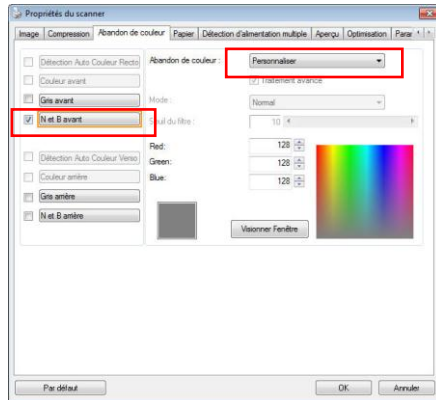 Propriétés du scanner
Image Compression Abandon de couleur Papier Détection d'alimentation multiple Aperçu Optimisation Parar
Détection Auto Couleur Recto
Couleur avant
Gris avant
N et B avant
Détection Auto Couleur Verso
Couleur arrière
Gris arrière
N et B arrière
Abandon de couleur : Personnaliser
Traitement avancé
Mode : Normal
Seuil du filtre : 10
Red: 128
Green: 128
Blue: 128
Visionner Fenêtre
Par défaut OK Annuler